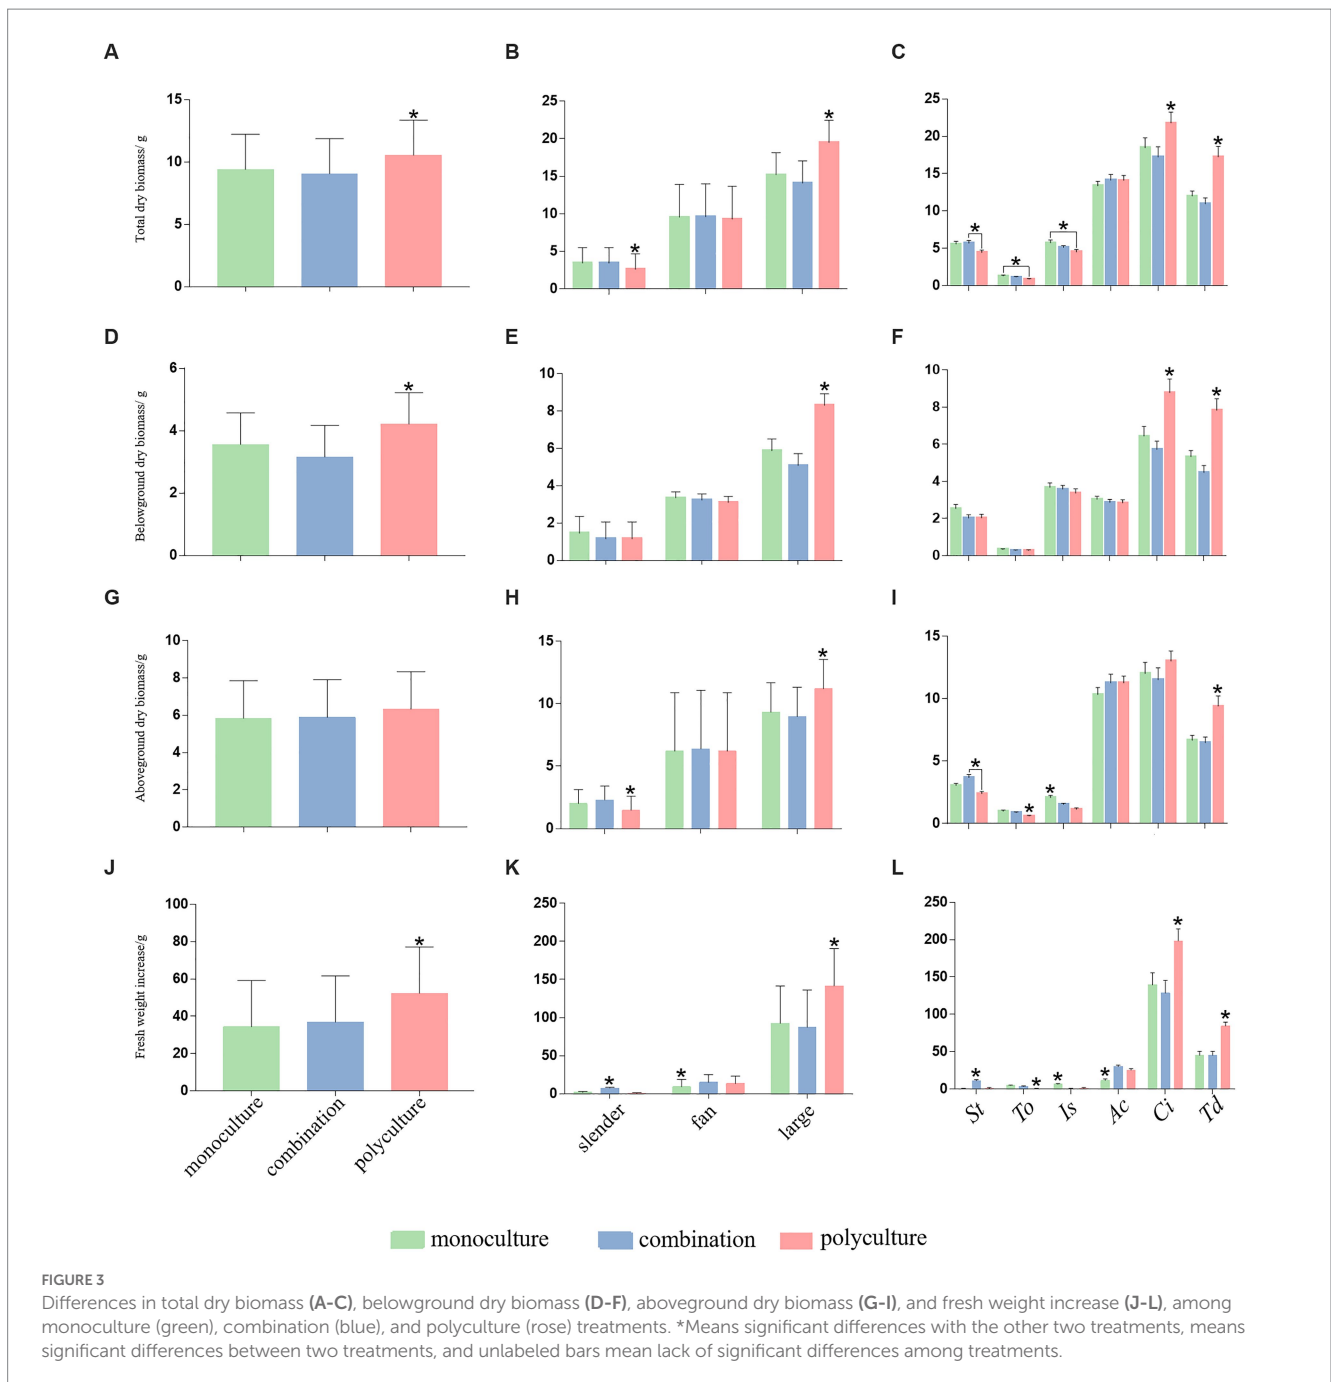 A
B
C
Total dry biomass/ g
15
10
5
0
*
25
20
15
10
5
0
*
*
25
20
15
10
5
0
*
*
*
*
*
D
E
F
Belowground dry biomass/ g
6
4
2
0
*
10
8
6
4
2
0
*
10
8
6
4
2
0
*
*
G
H
I
Aboveground dry biomass/g
10
8
6
4
2
0
15
10
5
0
*
*
15
10
5
0
*
*
*
*
J
K
L
Fresh weight increase/g
100
80
60
40
20
0
*
monoculture
combination
polyculture
250
200
150
100
50
0
*
*
*
slender
fan
large
250
200
150
100
50
0
*
*
*
*
*
*
St
To
Is
Ac
Ci
Td
monoculture combination polyculture
FIGURE 3
Differences in total dry biomass (A-C), belowground dry biomass (D-F), aboveground dry biomass (G-I), and fresh weight increase (J-L), among
monoculture (green), combination (blue), and polyculture (rose) treatments. *Means significant differences with the other two treatments, means
significant differences between two treatments, and unlabeled bars mean lack of significant differences among treatments.